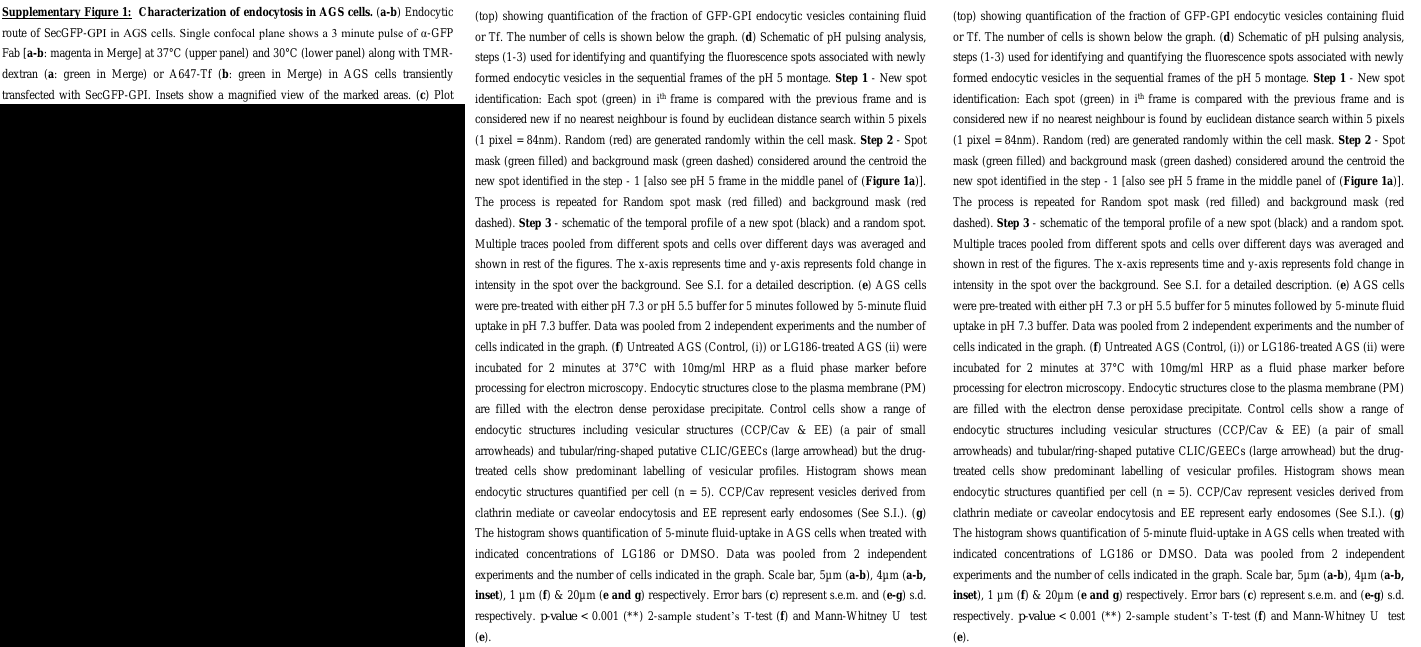 Supplementary Figure 1: Characterization of endocytosis in AGS cells. (a-b) Endocytic
route of SecGFP-GPI in AGS cells. Single confocal plane shows a 3 minute pulse of α-GFP
Fab [a-b: magenta in Merge] at 37°C (upper panel) and 30°C (lower panel) along with TMR-
dextran (a: green in Merge) or A647-Tf (b: green in Merge) in AGS cells transiently
transfected with SecGFP-GPI. Insets show a magnified view of the marked areas. (c) Plot
(top) showing quantification of the fraction of GFP-GPI endocytic vesicles containing fluid
or Tf. The number of cells is shown below the graph. (d) Schematic of pH pulsing analysis,
steps (1-3) used for identifying and quantifying the fluorescence spots associated with newly
formed endocytic vesicles in the sequential frames of the pH 5 montage. Step 1 - New spot
identification: Each spot (green) in iᵗʰ frame is compared with the previous frame and is
considered new if no nearest neighbour is found by euclidean distance search within 5 pixels
(1 pixel = 84nm). Random (red) are generated randomly within the cell mask. Step 2 - Spot
mask (green filled) and background mask (green dashed) considered around the centroid the
new spot identified in the step - 1 [also see pH 5 frame in the middle panel of (Figure 1a)].
The process is repeated for Random spot mask (red filled) and background mask (red
dashed). Step 3 - schematic of the temporal profile of a new spot (black) and a random spot.
Multiple traces pooled from different spots and cells over different days was averaged and
shown in rest of the figures. The x-axis represents time and y-axis represents fold change in
intensity in the spot over the background. See S.I. for a detailed description. (e) AGS cells
were pre-treated with either pH 7.3 or pH 5.5 buffer for 5 minutes followed by 5-minute fluid
uptake in pH 7.3 buffer. Data was pooled from 2 independent experiments and the number of
cells indicated in the graph. (f) Untreated AGS (Control, (i)) or LG186-treated AGS (ii) were
incubated for 2 minutes at 37°C with 10mg/ml HRP as a fluid phase marker before
processing for electron microscopy. Endocytic structures close to the plasma membrane (PM)
are filled with the electron dense peroxidase precipitate. Control cells show a range of
endocytic structures including vesicular structures (CCP/Cav & EE) (a pair of small
arrowheads) and tubular/ring-shaped putative CLIC/GEECs (large arrowhead) but the drug-
treated cells show predominant labelling of vesicular profiles. Histogram shows mean
endocytic structures quantified per cell (n = 5). CCP/Cav represent vesicles derived from
clathrin mediate or caveolar endocytosis and EE represent early endosomes (See S.I.). (g)
The histogram shows quantification of 5-minute fluid-uptake in AGS cells when treated with
indicated concentrations of LG186 or DMSO. Data was pooled from 2 independent
experiments and the number of cells indicated in the graph. Scale bar, 5µm (a-b), 4µm (a-b,
inset), 1 µm (f) & 20µm (e and g) respectively. Error bars (c) represent s.e.m. and (e-g) s.d.
respectively. p-value < 0.001 (**) 2-sample student's T-test (f) and Mann-Whitney U test
(e).
(top) showing quantification of the fraction of GFP-GPI endocytic vesicles containing fluid
or Tf. The number of cells is shown below the graph. (d) Schematic of pH pulsing analysis,
steps (1-3) used for identifying and quantifying the fluorescence spots associated with newly
formed endocytic vesicles in the sequential frames of the pH 5 montage. Step 1 - New spot
identification: Each spot (green) in iᵗʰ frame is compared with the previous frame and is
considered new if no nearest neighbour is found by euclidean distance search within 5 pixels
(1 pixel = 84nm). Random (red) are generated randomly within the cell mask. Step 2 - Spot
mask (green filled) and background mask (green dashed) considered around the centroid the
new spot identified in the step - 1 [also see pH 5 frame in the middle panel of (Figure 1a)].
The process is repeated for Random spot mask (red filled) and background mask (red
dashed). Step 3 - schematic of the temporal profile of a new spot (black) and a random spot.
Multiple traces pooled from different spots and cells over different days was averaged and
shown in rest of the figures. The x-axis represents time and y-axis represents fold change in
intensity in the spot over the background. See S.I. for a detailed description. (e) AGS cells
were pre-treated with either pH 7.3 or pH 5.5 buffer for 5 minutes followed by 5-minute fluid
uptake in pH 7.3 buffer. Data was pooled from 2 independent experiments and the number of
cells indicated in the graph. (f) Untreated AGS (Control, (i)) or LG186-treated AGS (ii) were
incubated for 2 minutes at 37°C with 10mg/ml HRP as a fluid phase marker before
processing for electron microscopy. Endocytic structures close to the plasma membrane (PM)
are filled with the electron dense peroxidase precipitate. Control cells show a range of
endocytic structures including vesicular structures (CCP/Cav & EE) (a pair of small
arrowheads) and tubular/ring-shaped putative CLIC/GEECs (large arrowhead) but the drug-
treated cells show predominant labelling of vesicular profiles. Histogram shows mean
endocytic structures quantified per cell (n = 5). CCP/Cav represent vesicles derived from
clathrin mediate or caveolar endocytosis and EE represent early endosomes (See S.I.). (g)
The histogram shows quantification of 5-minute fluid-uptake in AGS cells when treated with
indicated concentrations of LG186 or DMSO. Data was pooled from 2 independent
experiments and the number of cells indicated in the graph. Scale bar, 5µm (a-b), 4µm (a-b,
inset), 1 µm (f) & 20µm (e and g) respectively. Error bars (c) represent s.e.m. and (e-g) s.d.
respectively. p-value < 0.001 (**) 2-sample student's T-test (f) and Mann-Whitney U test
(e).